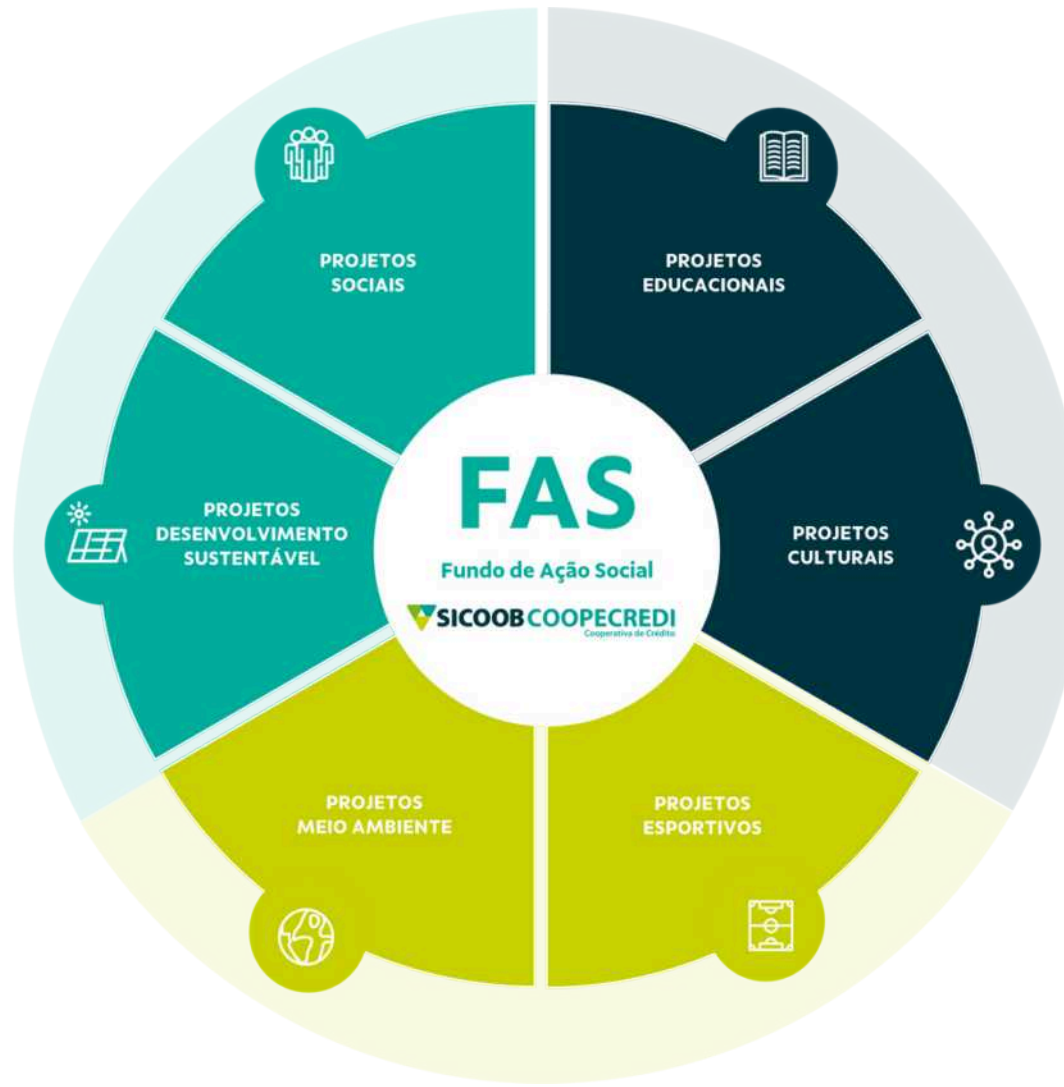 PROJETOS
SOCIAIS
PROJETOS
EDUCACIONAIS
PROJETOS
DESENVOLVIMENTO
SUSTENTÁVEL
FAS
Fundo de Ação Social
SICOOB COOPECREDI
Cooperativa de Crédito
PROJETOS
CULTURAIS
PROJETOS
MEIO AMBIENTE
PROJETOS
ESPORTIVOS